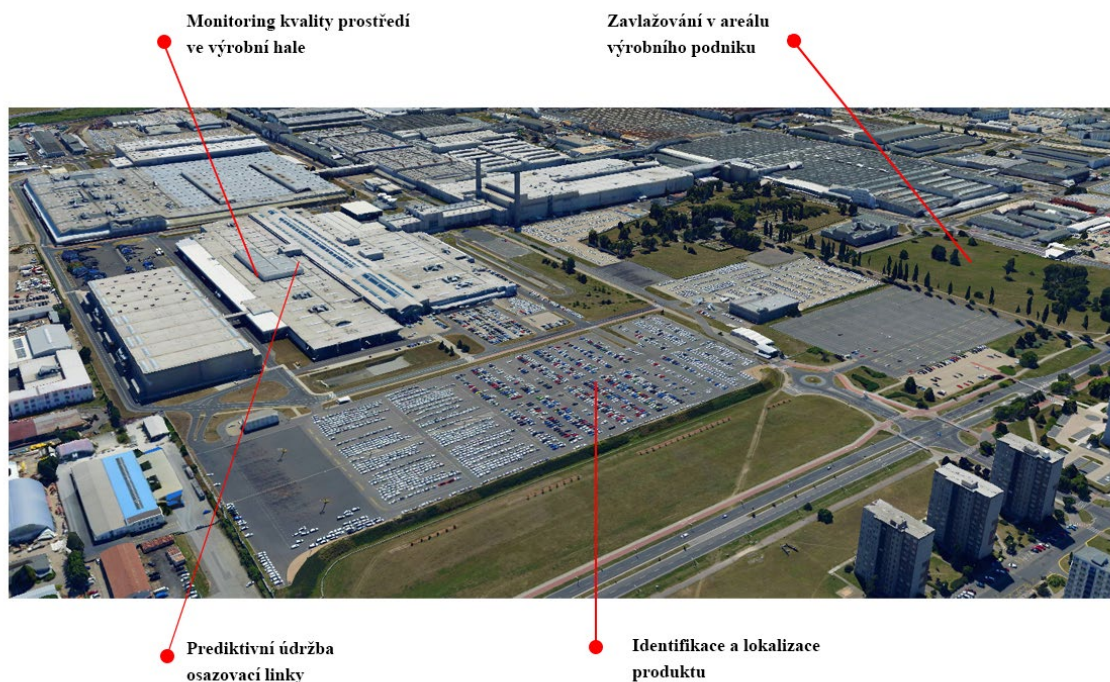 Monitoring kvality prostředí
ve výrobní hale
Zavlažování v areálu
výrobního podniku
Prediktivní údržba
osazovací linky
Identifikace a lokalizace
produktu